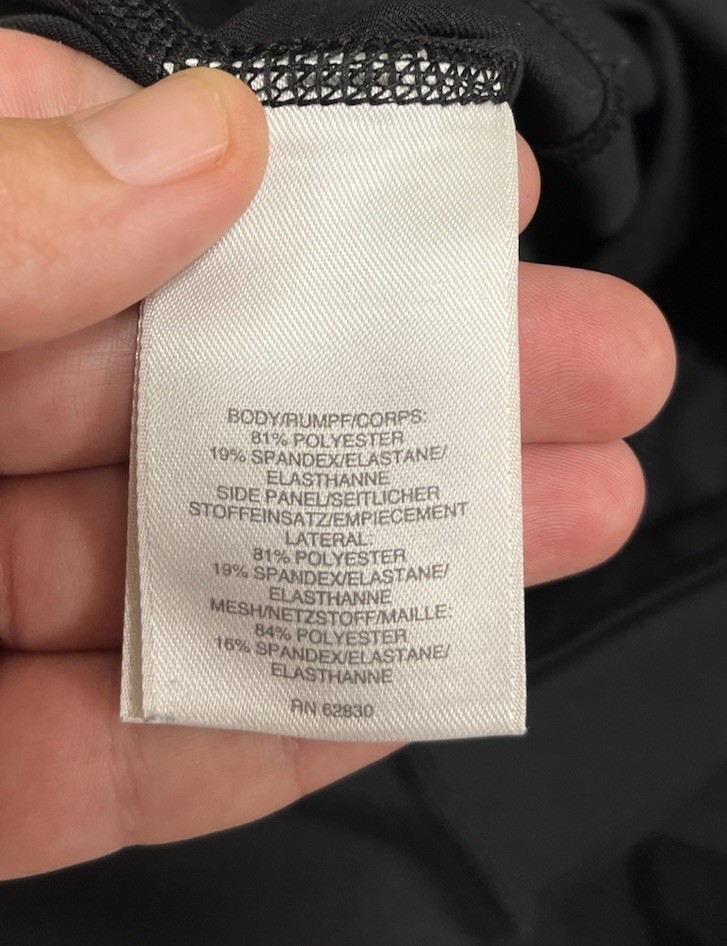 BODY/RUMPF/CORPS:
81% POLYESTER
19% SPANDEX/ELASTANE/
ELASTHANNE
SIDE PANEL/SEITLICHER
STOFFEINSATZ/EMPIECEMENT
LATERAL:
81% POLYESTER
19% SPANDEX/ELASTANE/
ELASTHANNE
MESH/NETZSTOFF/MAILLE:
84% POLYESTER
16% SPANDEX/ELASTANE/
ELASTHANNE
RN 62830